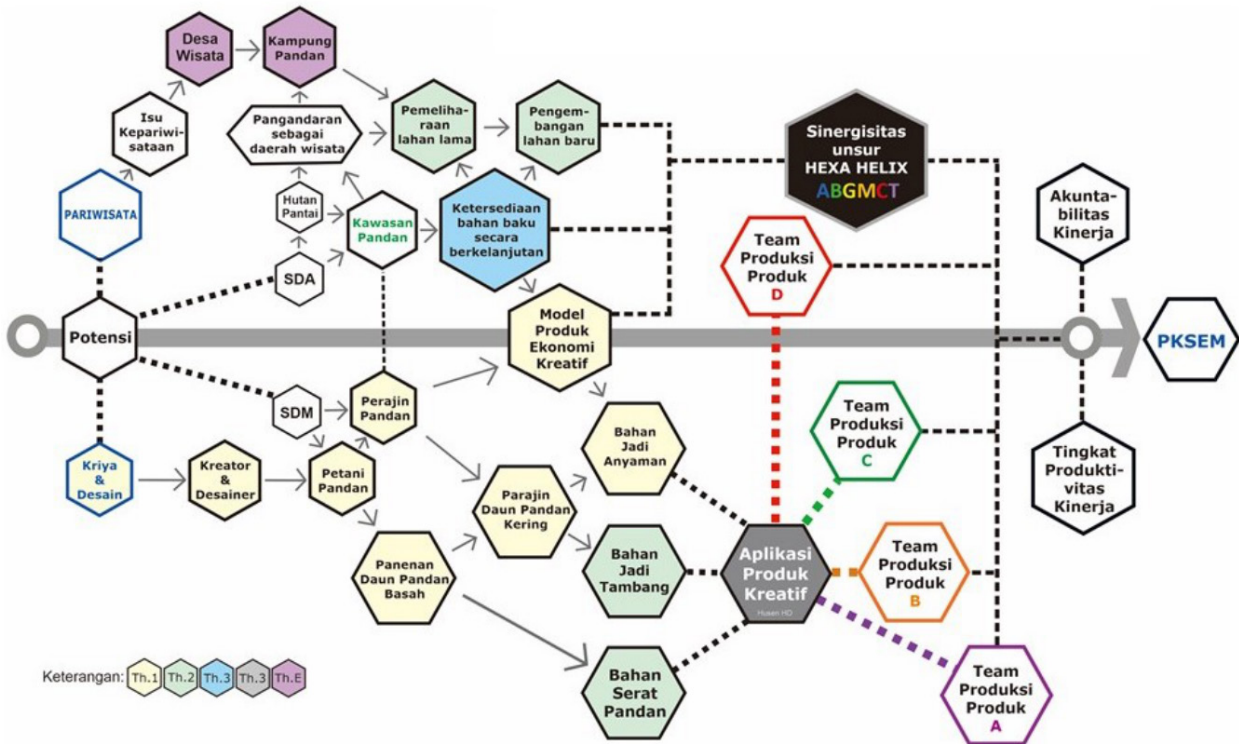 Desa
Wisata
Kampung
Pandan
Isu
Kepariwi-
sataan
Pangandaran
sebagai
daerah wisata
Pemeliha-
raan
lahan lama
Pengem-
bangan
lahan baru
Sinergisitas
unsur
HEXA HELIX
ABGMCT
PARIWISATA
Hutan
Pantai
Kawasan
Pandan
Ketersediaan
bahan baku
secara
berkelanjutan
Akunta-
bilitas
Kinerja
SDA
Team
Produksi
Produk
D
Potensi
Model
Produk
Ekonomi
Kreatif
PKSEM
SDM
Perajin
Pandan
Team
Produksi
Produk
C
Kriya
&
Desain
Kreator
&
Desainer
Petani
Pandan
Bahan
Jadi
Anyaman
Tingkat
Produkti-
vitas
Kinerja
Parajin
Daun Pandan
Kering
Panenan
Daun Pandan
Basah
Bahan
Jadi
Tambang
Aplikasi
Produk
Kreatif
Husen HD
Team
Produksi
Produk
B
Bahan
Serat
Pandan
Team
Produksi
Produk
A
Keterangan: Th.1 Th.2 Th.3 Th.3 Th.E